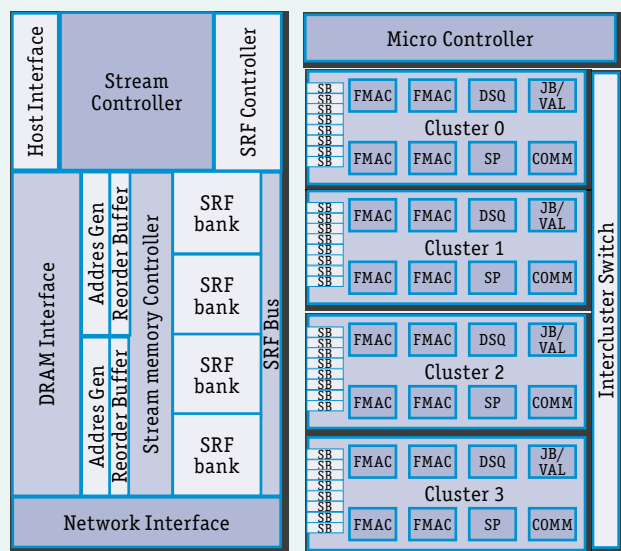 Host Interface
Stream
Controller
SRF Controller
DRAM Interface
Addres Gen
Reorder Buffer
Addres Gen
Reorder Buffer
Stream memory Controller
SRF
bank
SRF
bank
SRF
bank
SRF
bank
SRF Bus
Network Interface
Micro Controller
SB
SB
SB
SB
SB
SB
SB
SB
FMAC FMAC DSQ JB/
VAL
Cluster 0
FMAC FMAC SP COMM
SB
SB
SB
SB
SB
SB
SB
SB
FMAC FMAC DSQ JB/
VAL
Cluster 1
FMAC FMAC SP COMM
SB
SB
SB
SB
SB
SB
SB
SB
FMAC FMAC DSQ JB/
VAL
Cluster 2
FMAC FMAC SP COMM
SB
SB
SB
SB
SB
SB
SB
SB
FMAC FMAC DSQ JB/
VAL
Cluster 3
FMAC FMAC SP COMM
Intercluster Switch